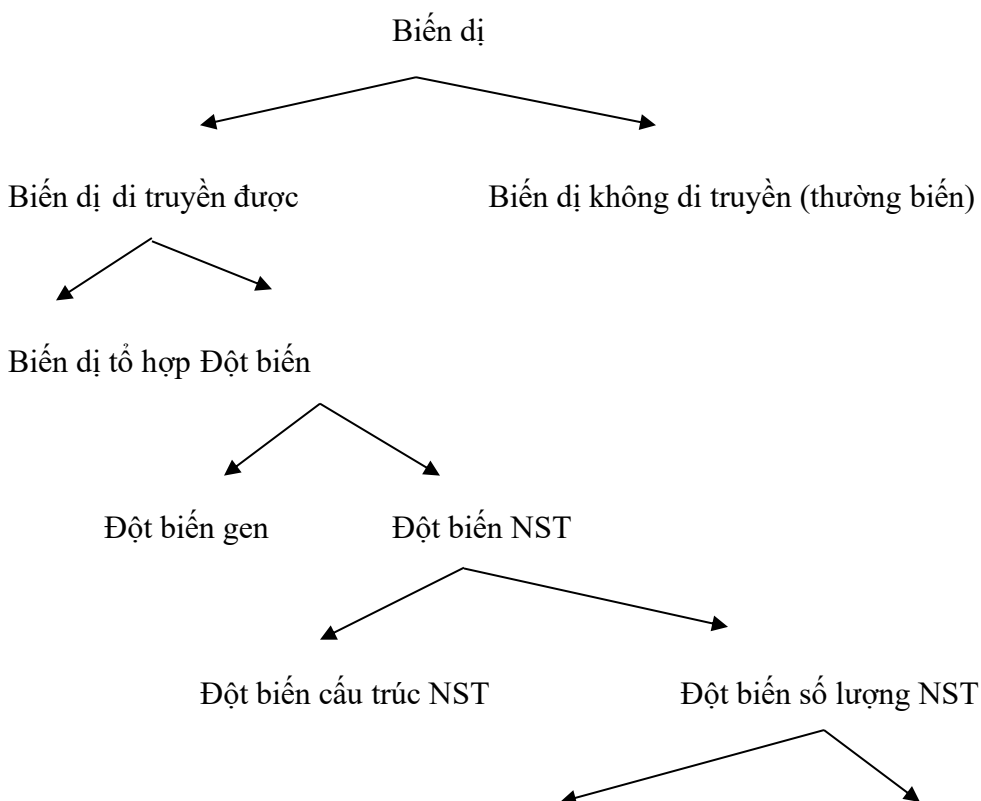 Biến dị
Biến dị di truyền được Biến dị không di truyền (thường biến)
Biến dị tổ hợp Đột biến
Đột biến gen Đột biến NST
Đột biến cấu trúc NST Đột biến số lượng NST